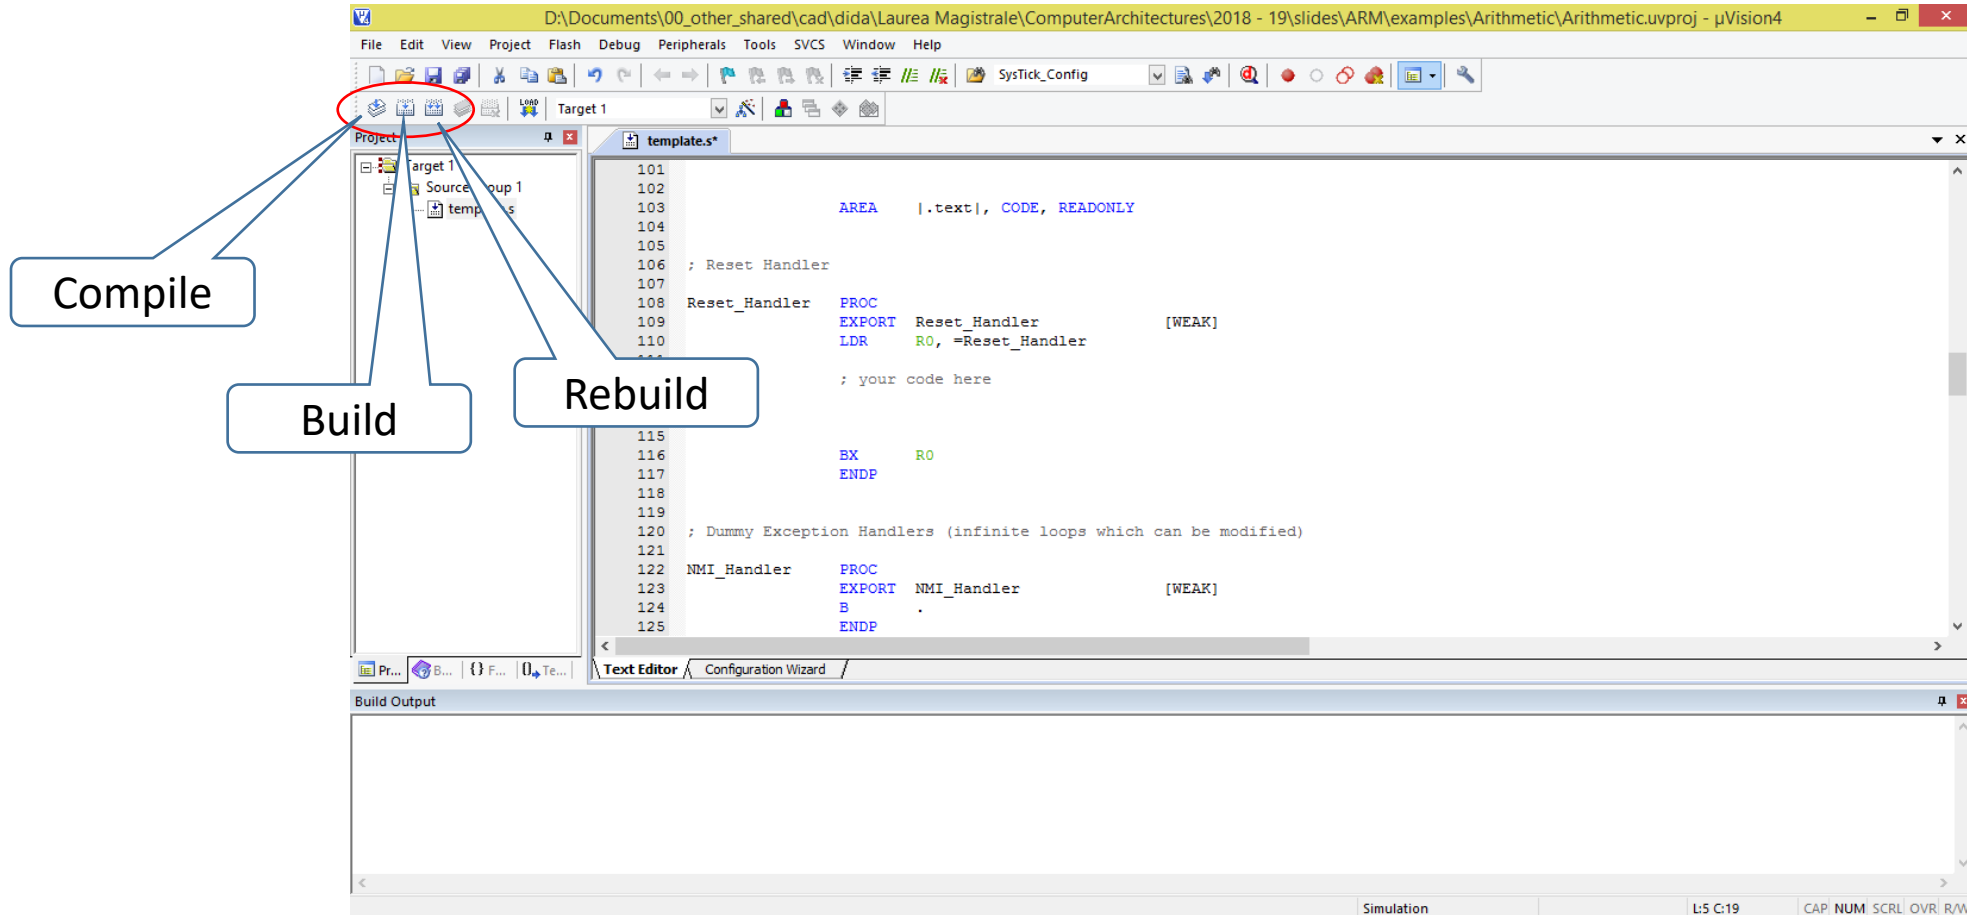 D:\Documents\00_other_shared\cad\dida\Laurea Magistrale\ComputerArchitectures\2018 - 19\slides\ARM\examples\Arithmetic\Arithmetic.uvproj - µVision4
File Edit View Project Flash Debug Peripherals Tools SVCS Window Help
SysTick_Config
LOAD Target 1
Project
template.s*
Target 1
Source Group 1
Compile
Build
Rebuild
101
102
103 AREA |.text|, CODE, READONLY
104
105
106 ; Reset Handler
107
108 Reset_Handler PROC
109 EXPORT Reset_Handler [WEAK]
110 LDR R0, =Reset_Handler
; your code here
115
116 BX R0
117 ENDP
118
119
120 ; Dummy Exception Handlers (infinite loops which can be modified)
121
122 NMI_Handler PROC
123 EXPORT NMI_Handler [WEAK]
124 B .
125 ENDP
Pr... B... {} F... Te...
Text Editor Configuration Wizard
Build Output
Simulation L:5 C:19 CAP NUM SCRL OVR R/W